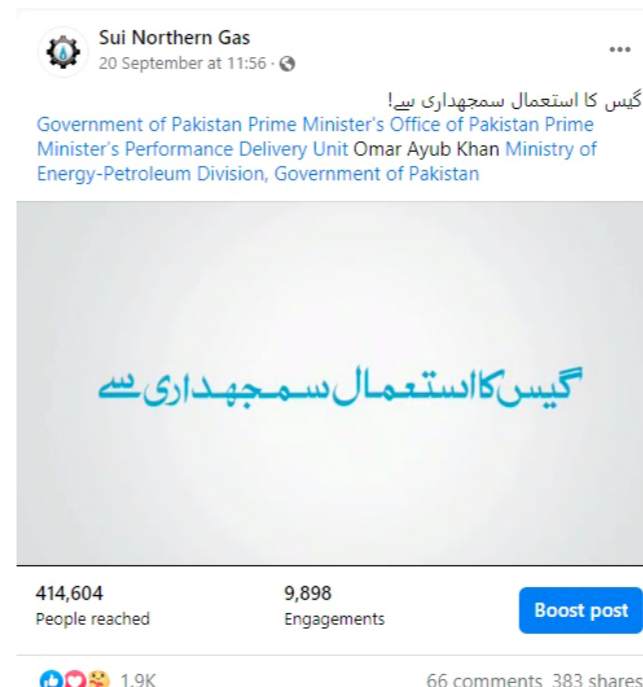 Sui Northern Gas
20 September at 11:56 ·
گیس کا استعمال سمجھداری سے!
Government of Pakistan Prime Minister's Office of Pakistan Prime
Minister's Performance Delivery Unit Omar Ayub Khan Ministry of
Energy-Petroleum Division, Government of Pakistan
گیس کا استعمال سمجھداری سے
414,604
People reached
9,898
Engagements
Boost post
1.9K
66 comments 383 shares